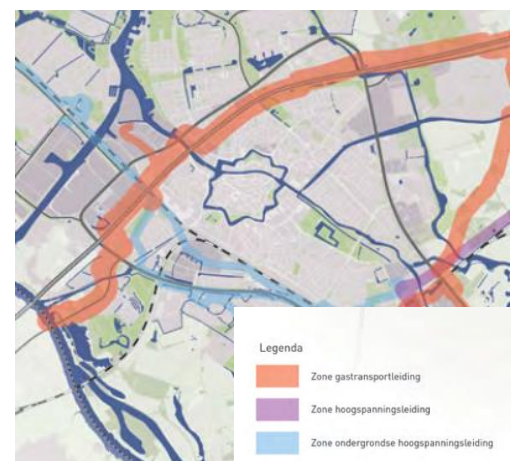 Legenda
Zone gastransportleiding
Zone hoogspanningsleiding
Zone ondergrondse hoogspanningsleiding